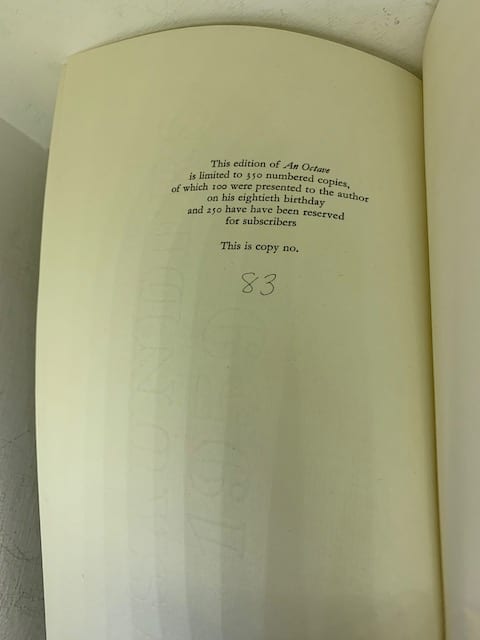 This edition of An Octave
is limited to 350 numbered copies,
of which 100 were presented to the author
on his eightieth birthday
and 250 have have been reserved
for subscribers
This is copy no.
83